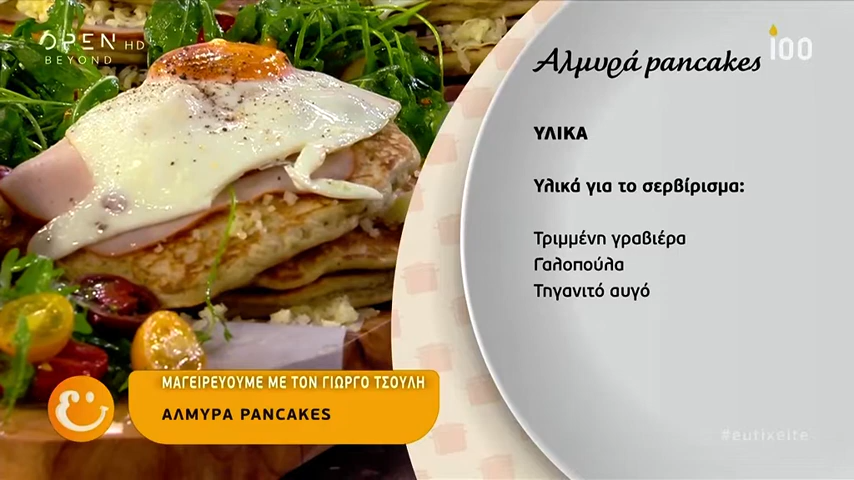 OPEN HD
BEYOND
100
Αλμυρά pancakes
ΥΛΙΚΑ
Υλικά για το σερβίρισμα:
Τριμμένη γραβιέρα
Γαλοπούλα
Τηγανιτό αυγό
ΜΑΓΕΙΡΕΥΟΥΜΕ ΜΕ ΤΟΝ ΓΙΩΡΓΟ ΤΣΟΥΛΗ
ΑΛΜΥΡΑ PANCAKES
#eutixeite